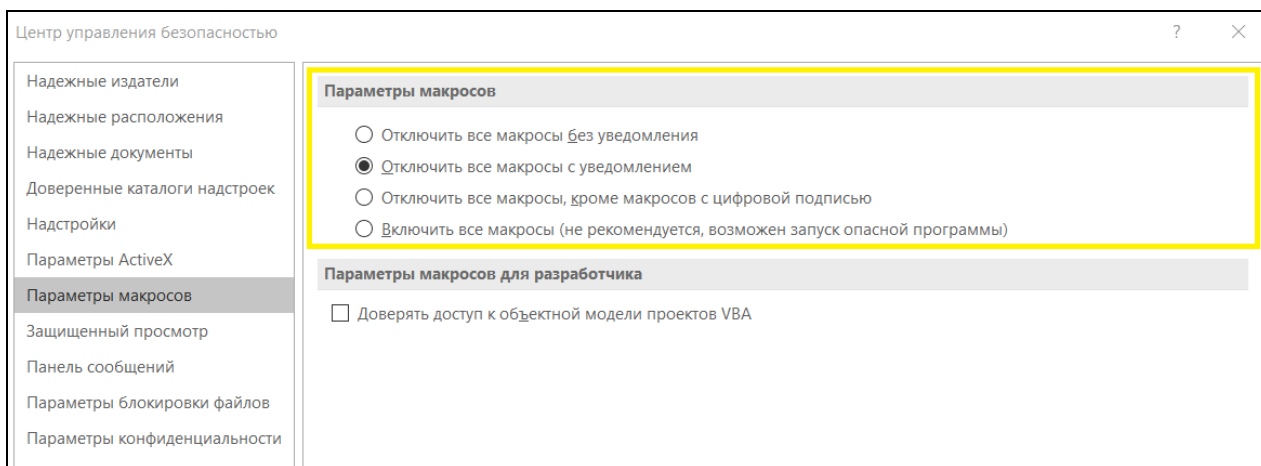 Центр управления безопасностью
Надежные издатели
Надежные расположения
Надежные документы
Доверенные каталоги надстроек
Надстройки
Параметры ActiveX
Параметры макросов
Защищенный просмотр
Панель сообщений
Параметры блокировки файлов
Параметры конфиденциальности
Параметры макросов
Отключить все макросы без уведомления
Отключить все макросы с уведомлением
Отключить все макросы, кроме макросов с цифровой подписью
Включить все макросы (не рекомендуется, возможен запуск опасной программы)
Параметры макросов для разработчика
Доверять доступ к объектной модели проектов VBA